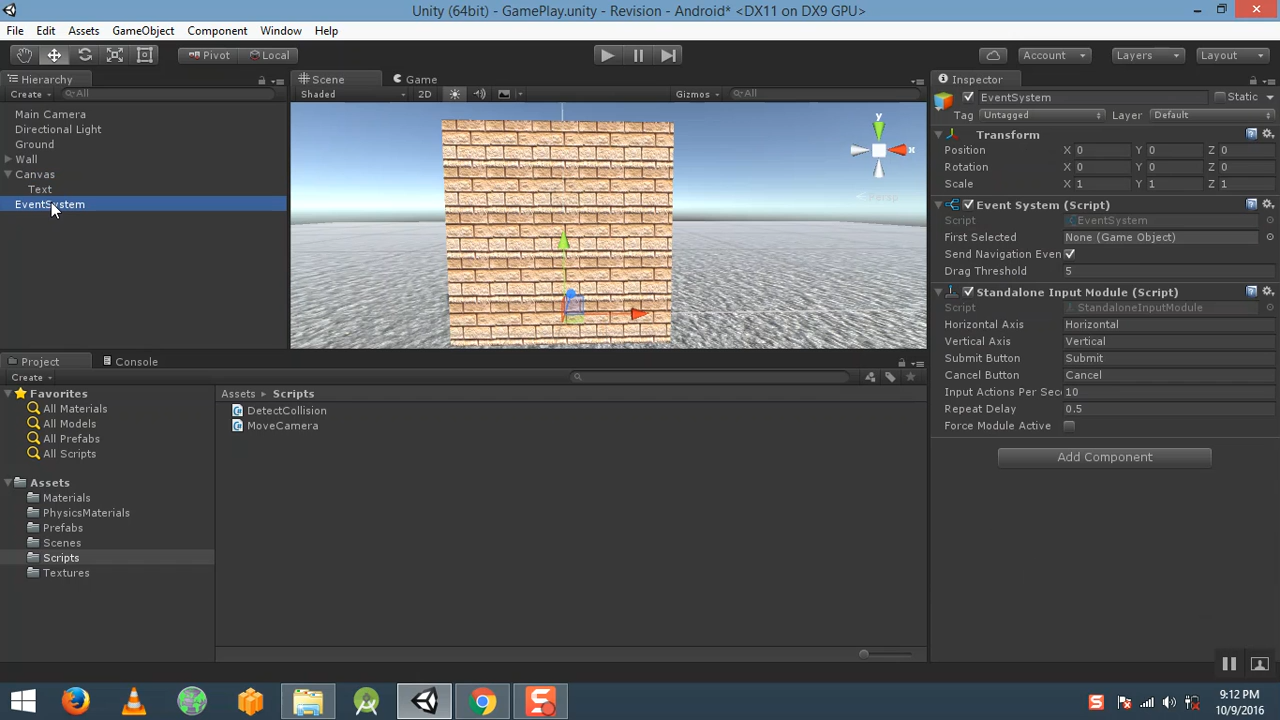 Unity (64bit) - GamePlay.unity - Revision - Android* <DX11 on DX9 GPU>
File Edit Assets GameObject Component Window Help
Pivot Local Account Layers Layout
Hierarchy
Create All
Main Camera
Directional Light
Ground
Wall
Canvas
Text
EventSystem
Scene Game
Shaded 2D Gizmos All
y
x
Persp
Inspector
EventSystem Static
Tag Untagged Layer Default
Transform
Position X 0 Y 0 Z 0
Rotation X 0 Y 0 Z 0
Scale X 1 Y 1 Z 1
Event System (Script)
Script EventSystem
First Selected None (Game Object)
Send Navigation Even
Drag Threshold 5
Standalone Input Module (Script)
Script StandaloneInputModule
Horizontal Axis Horizontal
Vertical Axis Vertical
Submit Button Submit
Cancel Button Cancel
Input Actions Per Sec 10
Repeat Delay 0.5
Force Module Active
Add Component
Project Console
Create
Favorites
All Materials
All Models
All Prefabs
All Scripts
Assets
Materials
PhysicsMaterials
Prefabs
Scenes
Scripts
Textures
Assets Scripts
DetectCollision
MoveCamera
9:12 PM
10/9/2016